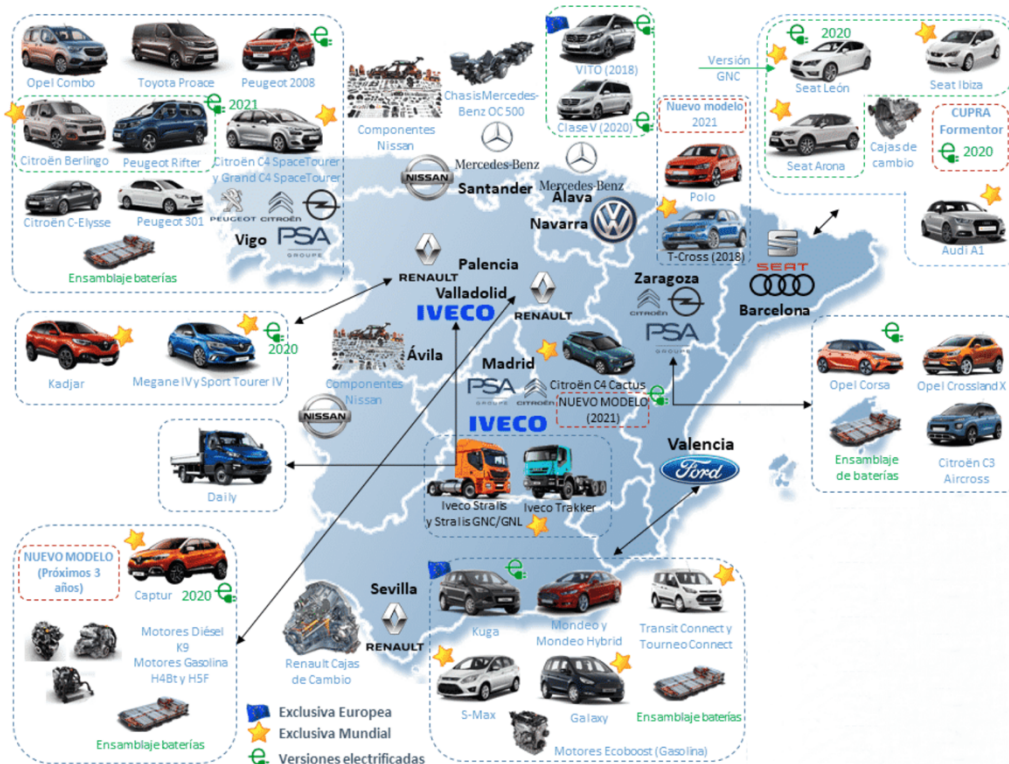 Opel Combo
Toyota Proace
Peugeot 2008
2021
Citroën Berlingo
Peugeot Rifter
Citroën C4 SpaceTourer
y Grand C4 SpaceTourer
Citroën C-Elysse
Peugeot 301
Ensamblaje baterías
PEUGEOT
CITROËN
OPEL
Vigo
PSA
GROUPE
Componentes
Nissan
Chasis Mercedes-
Benz OC 500
NISSAN
Mercedes-Benz
Santander
VITO (2018)
Clase V (2020)
Mercedes-Benz
Alava
Navarra
Nuevo modelo
2021
Polo
T-Cross (2018)
Versión
GNC
2020
Seat León
Seat Ibiza
Seat Arona
Cajas de
cambio
CUPRA
Formentor
2020
Audi A1
SEAT
Barcelona
RENAULT
Palencia
Valladolid
IVECO
RENAULT
Zaragoza
CITROËN
PSA
GROUPE
Kadjar
2020
Megane IV y Sport Tourer IV
Componentes
Nissan
Ávila
NISSAN
Madrid
PSA
GROUPE
CITROËN
IVECO
Citroën C4 Cactus
NUEVO MODELO
(2021)
Opel Corsa
Opel Crossland X
Ensamblaje
de baterías
Citroën C3
Aircross
Daily
Iveco Stralis
y Stralis GNC/GNL
Iveco Trakker
Valencia
Ford
NUEVO MODELO
(Próximos 3
años)
Captur
2020
Motores Diésel
K9
Motores Gasolina
H4Bt y H5F
Ensamblaje baterías
Renault Cajas
de Cambio
Sevilla
RENAULT
Kuga
Mondeo y
Mondeo Hybrid
Transit Connect y
Tourneo Connect
S-Max
Galaxy
Ensamblaje baterías
Motores Ecoboost (Gasolina)
Exclusiva Europea
Exclusiva Mundial
Versiones electrificadas